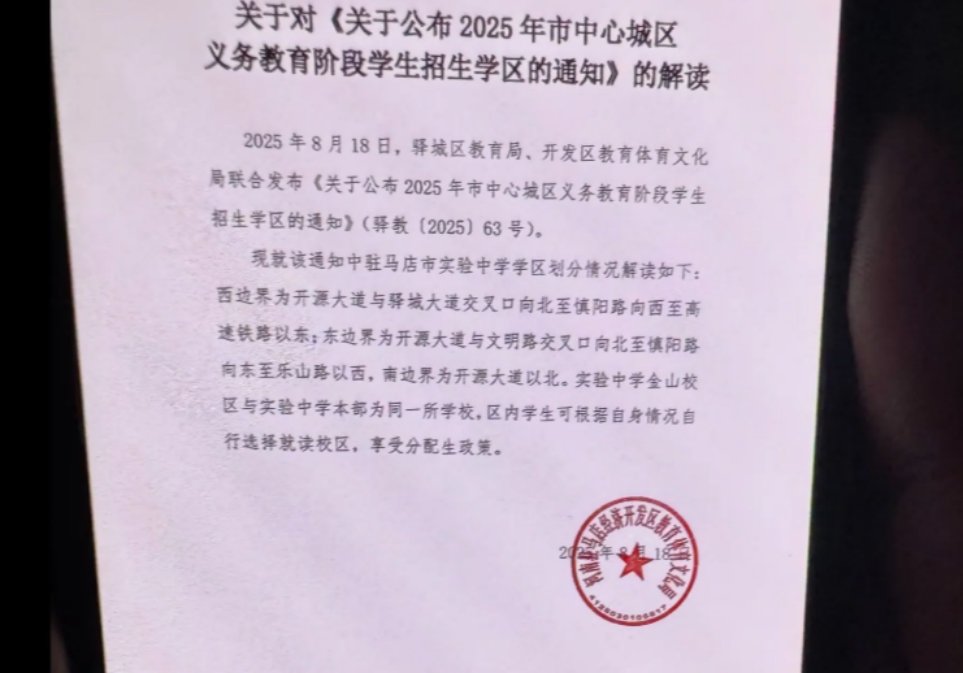 关于对《关于公布 2025 年市中心城区
义务教育阶段学生招生学区的通知》的解读
2025 年 8 月 18 日，驿城区教育局、开发区教育体育文化
局联合发布《关于公布 2025 年市中心城区义务教育阶段学生
招生学区的通知》（驿教〔2025〕63 号）。
现就该通知中驻马店市实验中学学区划分情况解读如下：
西边界为开源大道与驿城大道交叉口向北至慎阳路向西至高
速铁路以东；东边界为开源大道与文明路交叉口向北至慎阳路
向东至乐山路以西，南边界为开源大道以北。实验中学金山校
区与实验中学本部为同一所学校，区内学生可根据自身情况自
行选择就读校区，享受分配生政策。
河南驻马店经济开发区教育体育文化局
年 8 月 18